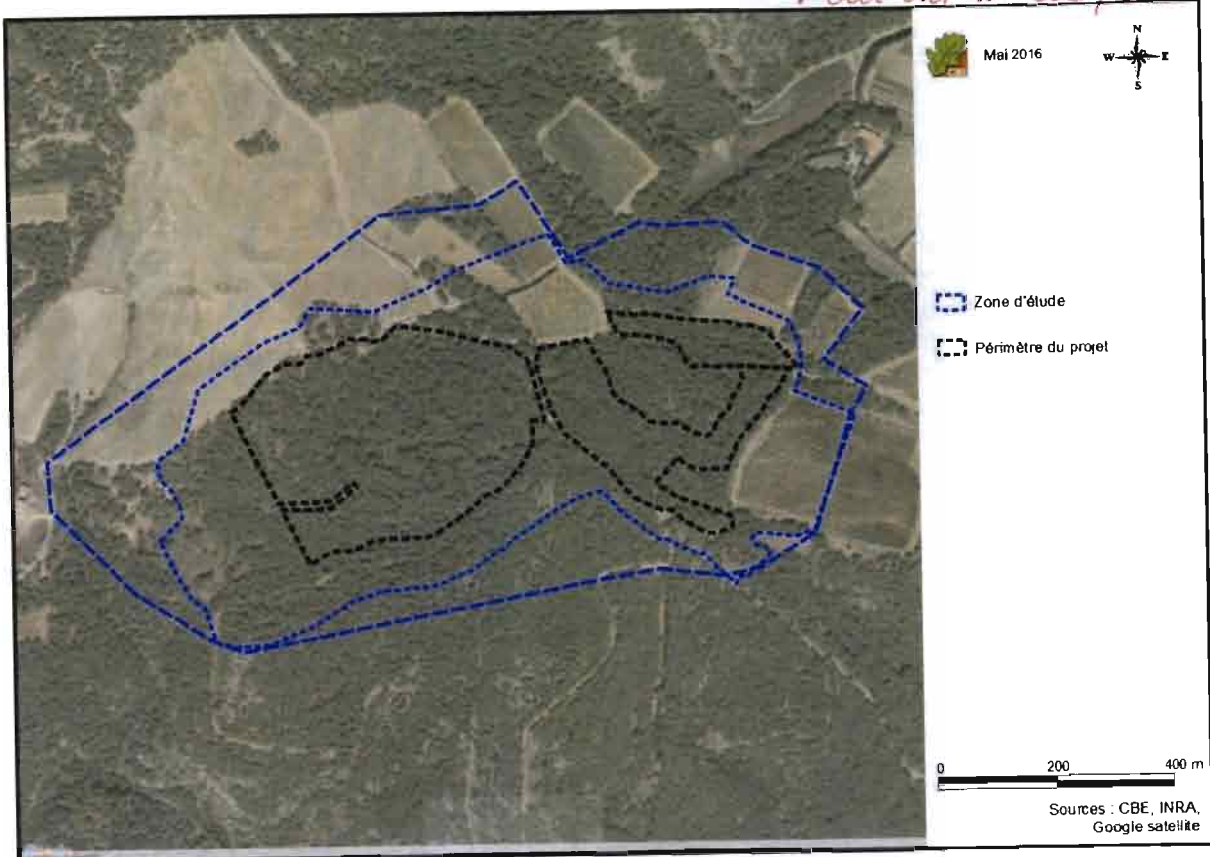 Mai 2016
N
W E
S
Zone d'étude
Périmètre du projet
0 200 400 m
Sources : CBE, INRA,
Google satellite